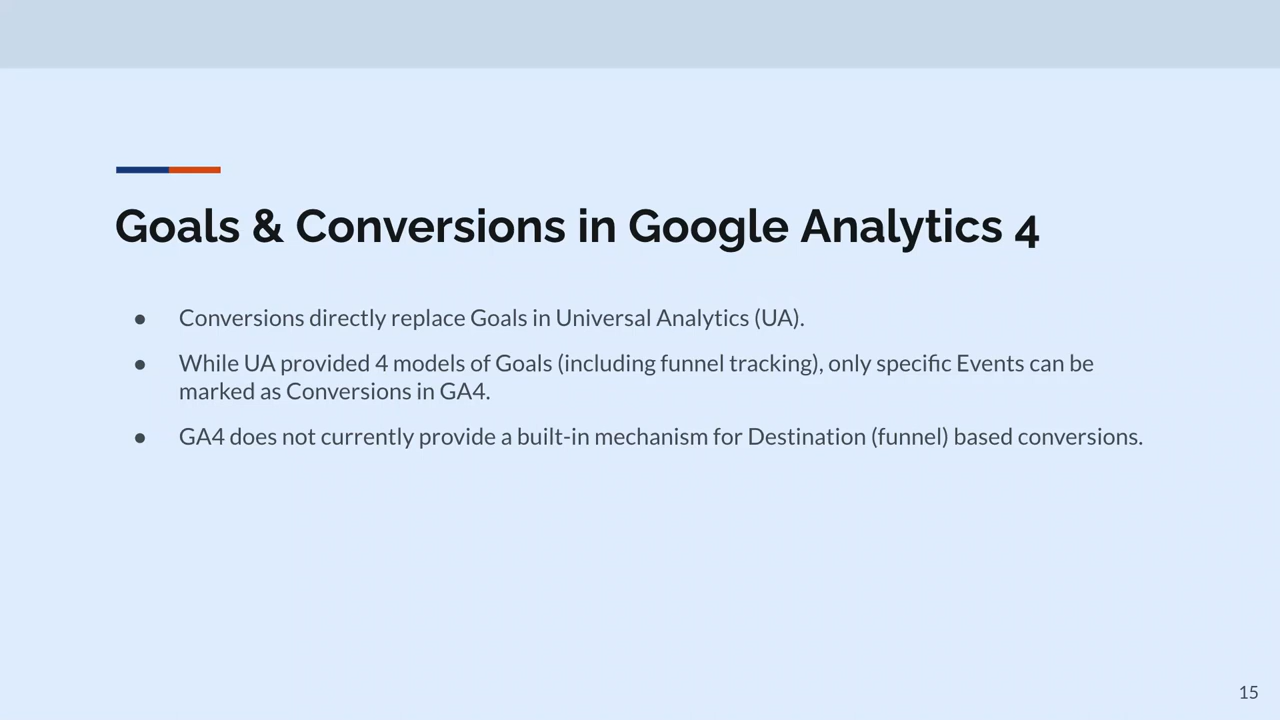 Goals & Conversions in Google Analytics 4
● Conversions directly replace Goals in Universal Analytics (UA).
● While UA provided 4 models of Goals (including funnel tracking), only specific Events can be
marked as Conversions in GA4.
● GA4 does not currently provide a built-in mechanism for Destination (funnel) based conversions.
15